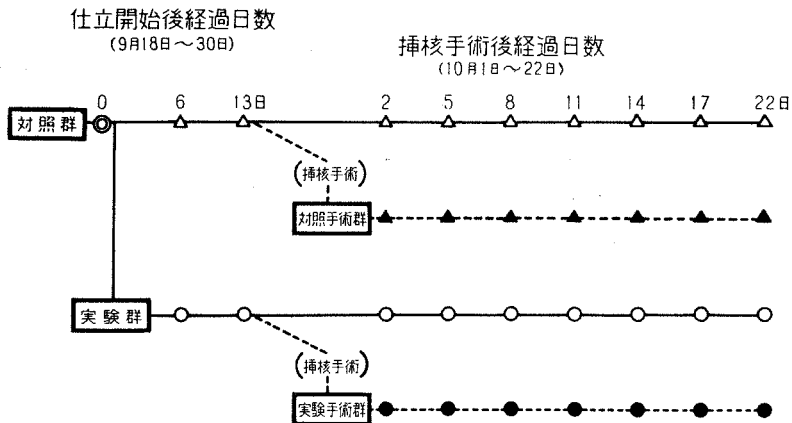 仕立開始後経過日数
(9月18日～30日)
挿核手術後経過日数
(10月1日～22日)
0 6 13日 2 5 8 11 14 17 22日
対照群
(挿核手術)
対照手術群
実験群
(挿核手術)
実験手術群